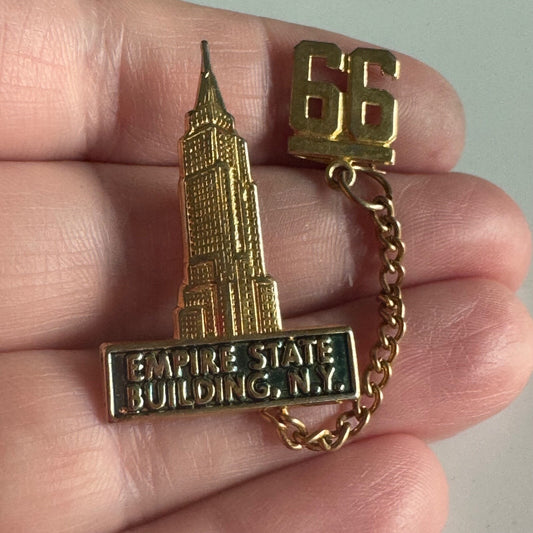 66
EMPIRE STATE
BUILDING, N.Y.